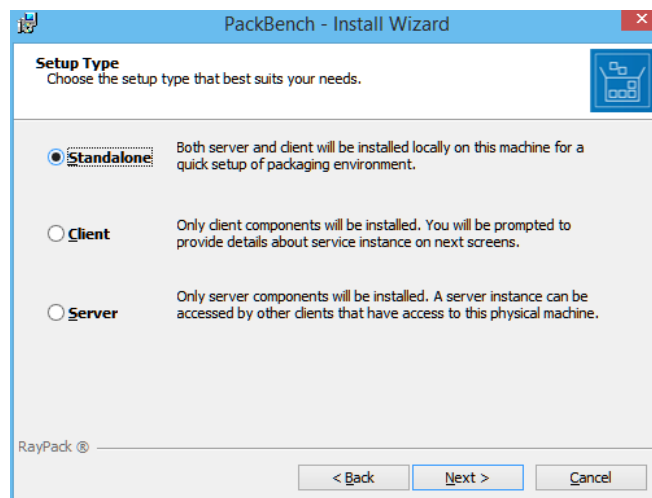 PackBench - Install Wizard
Setup Type
Choose the setup type that best suits your needs.
Standalone
Both server and client will be installed locally on this machine for a
quick setup of packaging environment.
Client
Only client components will be installed. You will be prompted to
provide details about service instance on next screens.
Server
Only server components will be installed. A server instance can be
accessed by other clients that have access to this physical machine.
RayPack ®
< Back
Next >
Cancel